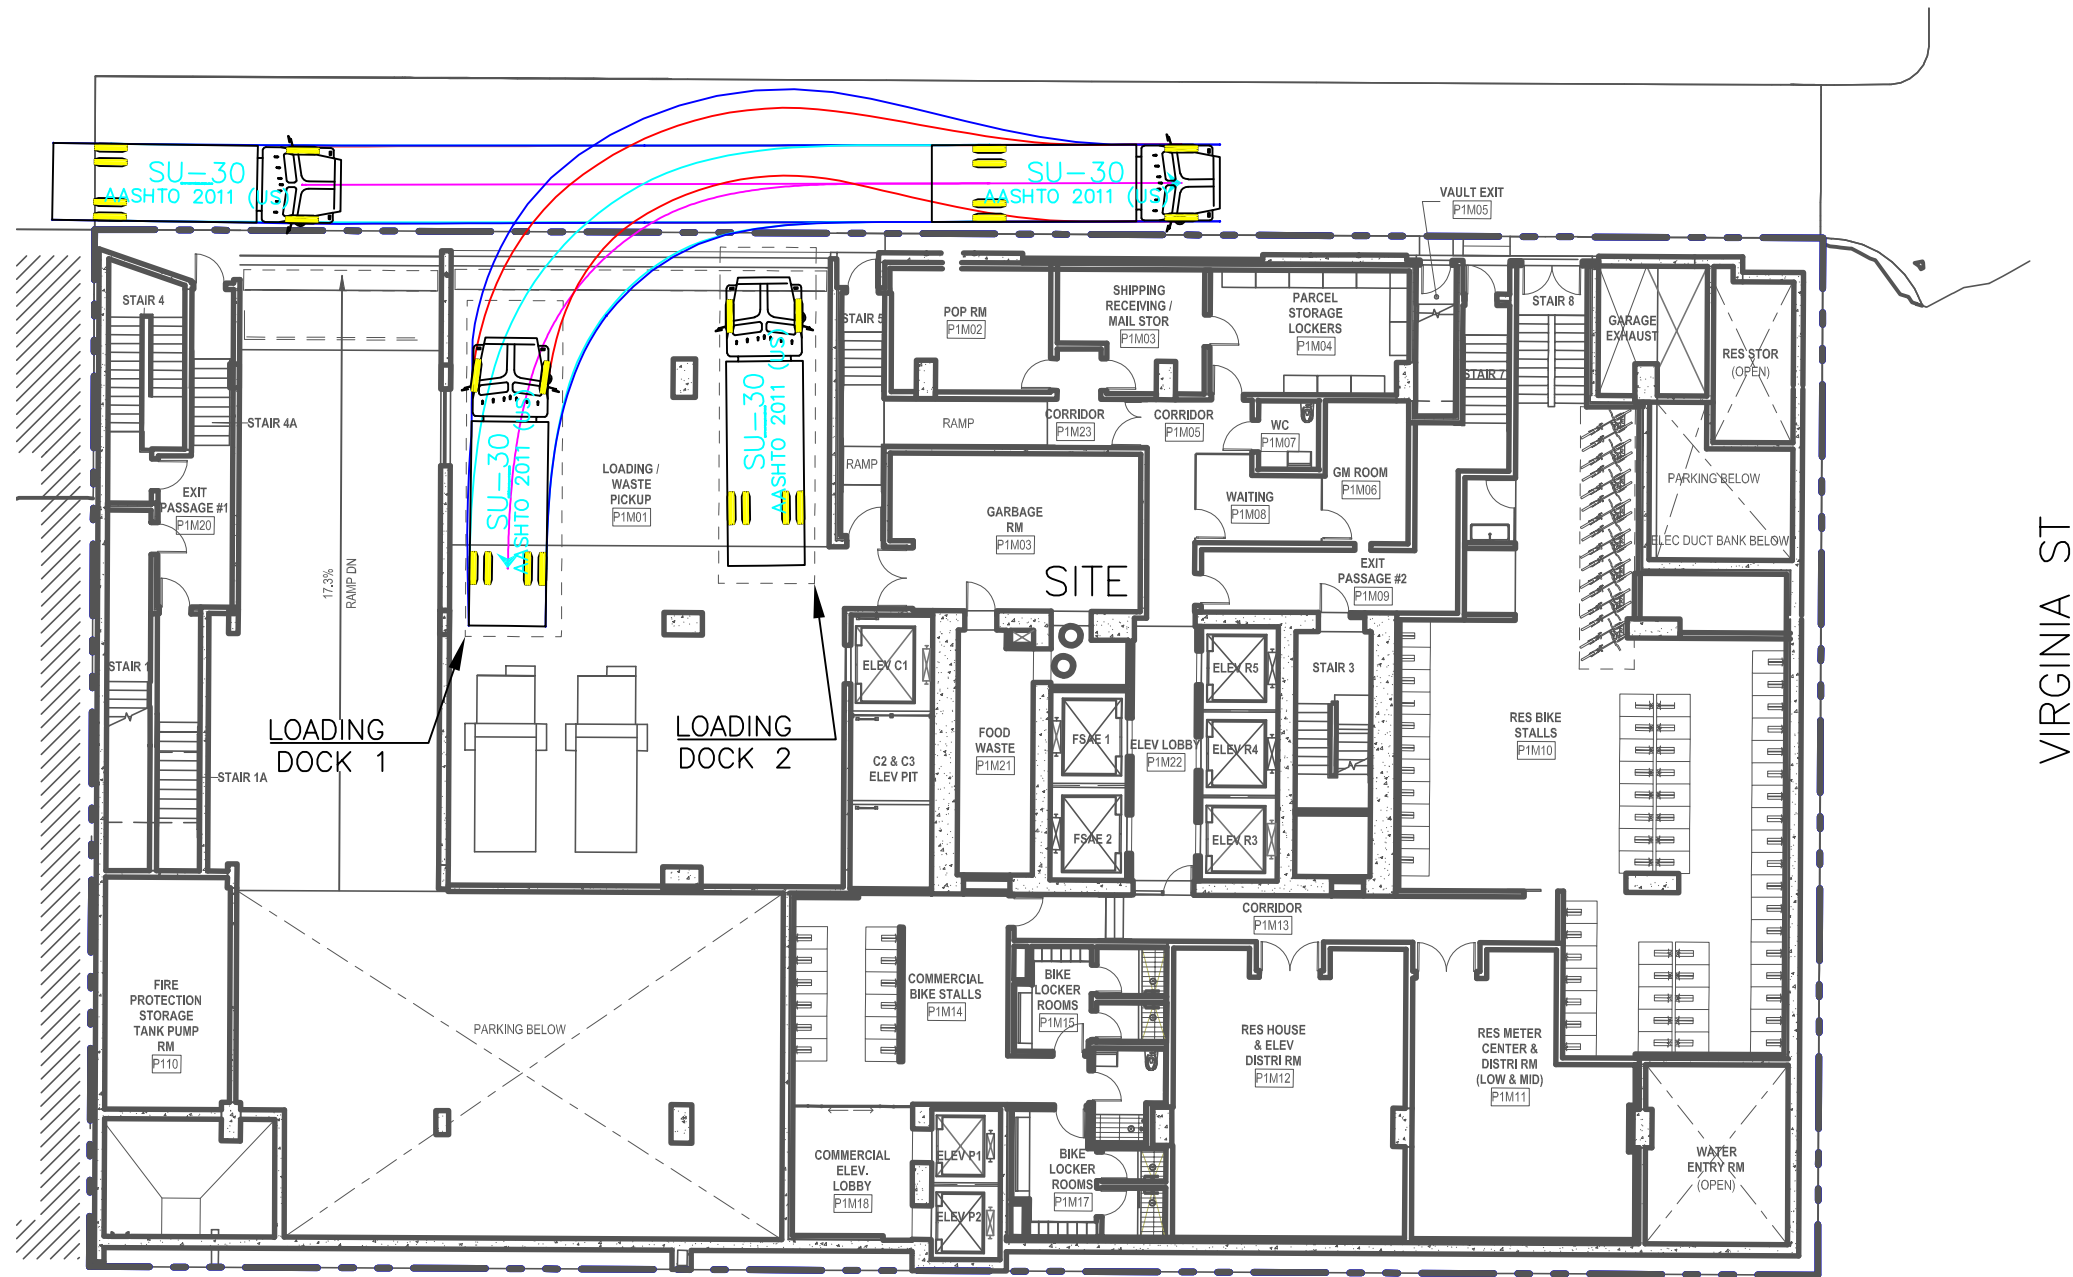 SU-30
AASHTO 2011 (US)
SU-30
AASHTO 2011 (US)
VAULT EXIT
P1M05
STAIR 4
STAIR 5
POP RM
P1M02
SHIPPING
RECEIVING /
MAIL STOR
P1M03
PARCEL
STORAGE
LOCKERS
P1M04
STAIR 8
GARAGE
EXHAUST
RES STOR
(OPEN)
STAIR 7
SU-30
AASHTO 2011 (US)
SU-30
AASHTO 2011 (US)
STAIR 4A
RAMP
CORRIDOR
P1M23
CORRIDOR
P1M05
WC
P1M07
LOADING /
WASTE
PICKUP
P1M01
RAMP
GM ROOM
P1M06
PARKING BELOW
EXIT
PASSAGE #1
P1M20
GARBAGE
RM
P1M03
WAITING
P1M08
ELEC DUCT BANK BELOW
17.3%
RAMP DN
SITE
EXIT
PASSAGE #2
P1M09
VIRGINIA ST
STAIR 1
ELEV C1
ELEV R5
STAIR 3
LOADING
DOCK 1
LOADING
DOCK 2
FOOD
WASTE
P1M21
FSAE 1
ELEV LOBBY
P1M22
ELEV R4
RES BIKE
STALLS
P1M10
STAIR 1A
C2 & C3
ELEV PIT
FSAE 2
ELEV R3
CORRIDOR
P1M13
FIRE
PROTECTION
STORAGE
TANK PUMP
RM
P110
PARKING BELOW
COMMERCIAL
BIKE STALLS
P1M14
BIKE
LOCKER
ROOMS
P1M15
RES HOUSE
& ELEV
DISTRI RM
P1M12
RES METER
CENTER &
DISTRI RM
(LOW & MID)
P1M11
COMMERCIAL
ELEV.
LOBBY
P1M18
ELEV P1
ELEV P2
BIKE
LOCKER
ROOMS
P1M17
WATER
ENTRY RM
(OPEN)